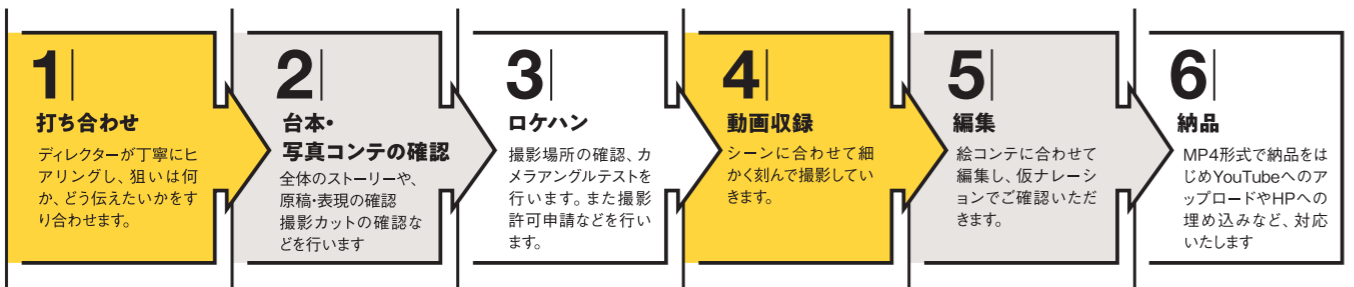 1
打ち合わせ
ディレクターが丁寧にヒ
アリングし、狙いは何
か、どう伝えたいかをす
り合わせます。
2
台本・
写真コンテの確認
全体のストーリーや、
原稿・表現の確認
撮影カットの確認な
どを行います
3
ロケハン
撮影場所の確認、カ
メラアングルテストを
行います。また撮影
許可申請などを行い
ます。
4
動画収録
シーンに合わせて細
かく刻んで撮影してい
きます。
5
編集
絵コンテに合わせて
編集し、仮ナレーシ
ョンでご確認いただ
きます。
6
納品
MP4形式で納品をは
じめYouTubeへのア
ップロードやHPへの
埋め込みなど、対応
いたします